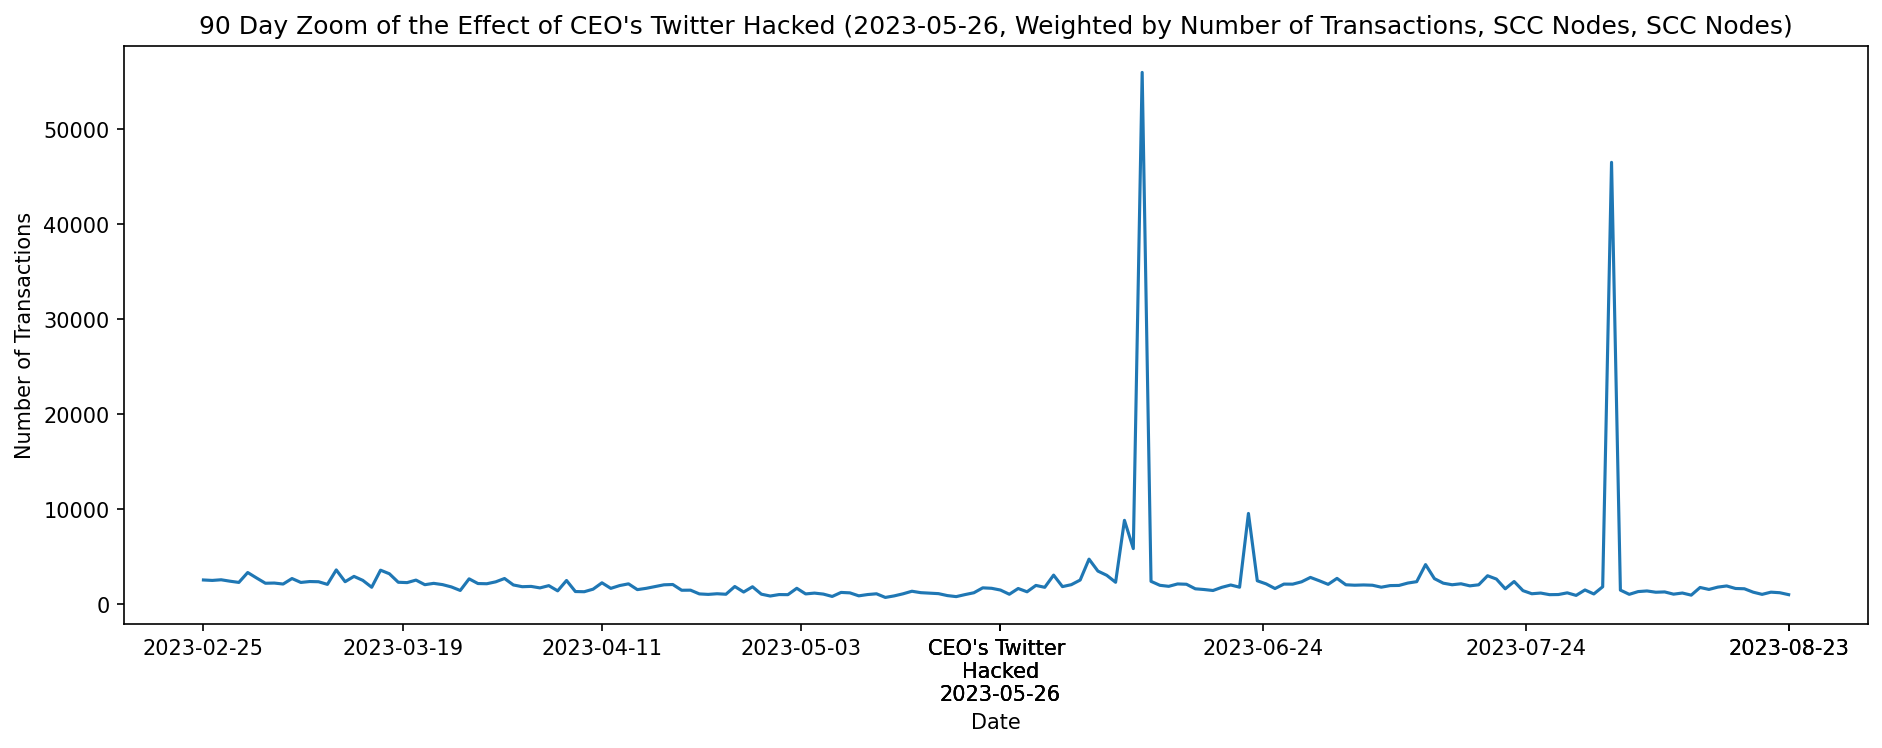 90 Day Zoom of the Effect of CEO's Twitter Hacked (2023-05-26, Weighted by Number of Transactions, SCC Nodes, SCC Nodes)
Number of Transactions
50000
40000
30000
20000
10000
0
2023-02-25 2023-03-19 2023-04-11 2023-05-03 CEO's Twitter 2023-06-24 2023-07-24 2023-08-23
Hacked
2023-05-26
Date